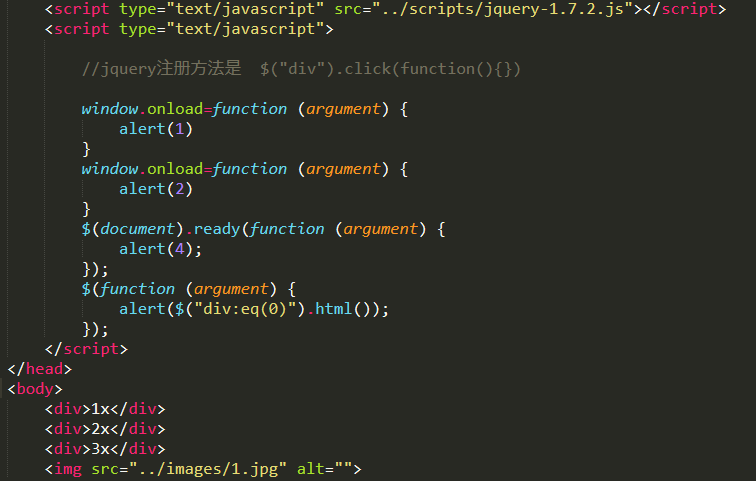 <script type="text/javascript" src="../scripts/jquery-1.7.2.js"></script>
<script type="text/javascript">
//jquery注册方法是  $("div").click(function(){})
window.onload=function (argument) {
alert(1)
}
window.onload=function (argument) {
alert(2)
}
$(document).ready(function (argument) {
alert(4);
});
$(function (argument) {
alert($("div:eq(0)").html());
});
</script>
</head>
<body>
<div>1x</div>
<div>2x</div>
<div>3x</div>
<img src="../images/1.jpg" alt="">